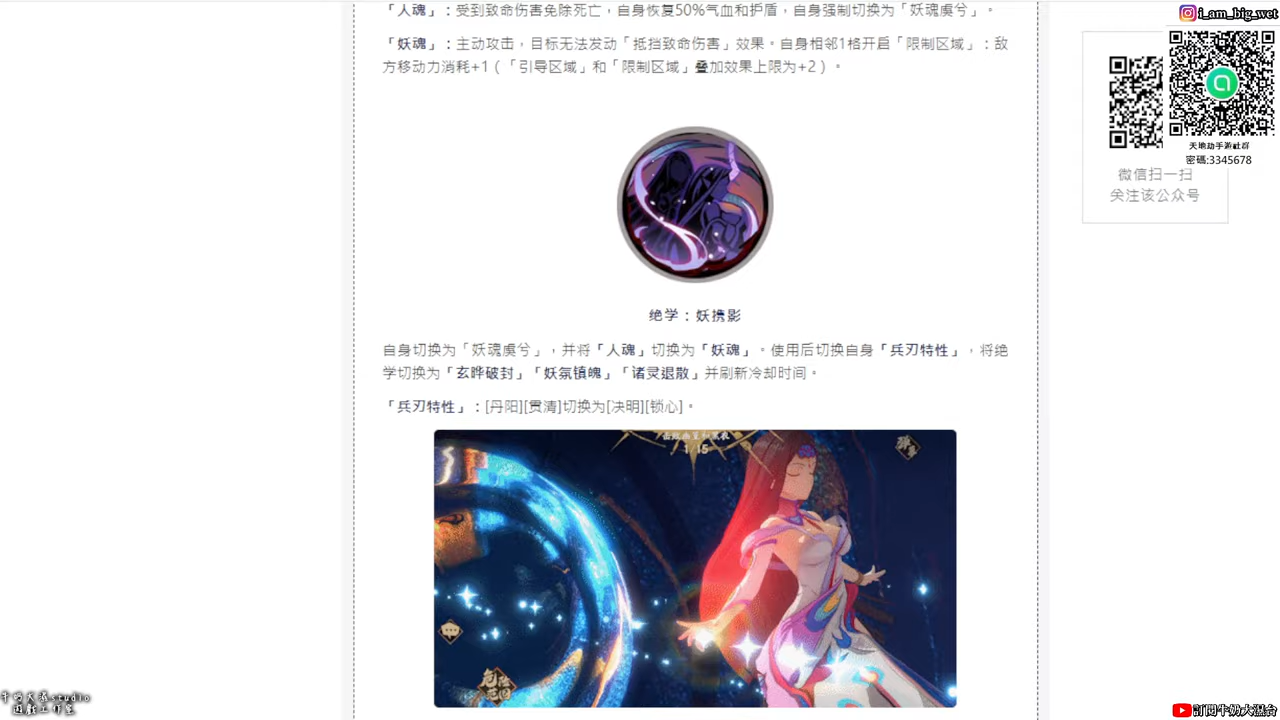 「人魂」：受到致命伤害免除死亡，自身恢复50%气血和护盾，自身强制切换为「妖魂虞兮」。
「妖魂」：主动攻击，目标无法发动「抵挡致命伤害」效果。自身相邻1格开启「限制区域」：敌
方移动力消耗+1（「引导区域」和「限制区域」叠加效果上限为+2）。
绝学：妖携影
自身切换为「妖魂虞兮」，并将「人魂」切换为「妖魂」。使用后切换自身「兵刃特性」，将绝
学切换为「玄晔破封」「妖氛镇魄」「诸灵退散」并刷新冷却时间。
「兵刃特性」：[丹阳][贯清]切换为[决明][锁心]。
1/15
i_am_big_wet
天地劫手游社群
密碼:3345678
微信扫一扫
关注该公众号
studio
遊戲工作室
訂閱牛奶大濕兔